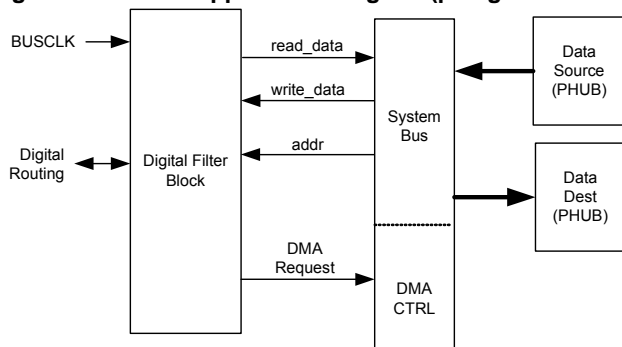 BUSCLK
Digital
Routing
Digital Filter
Block
read_data
write_data
addr
DMA
Request
System
Bus
DMA
CTRL
Data
Source
(PHUB)
Data
Dest
(PHUB)